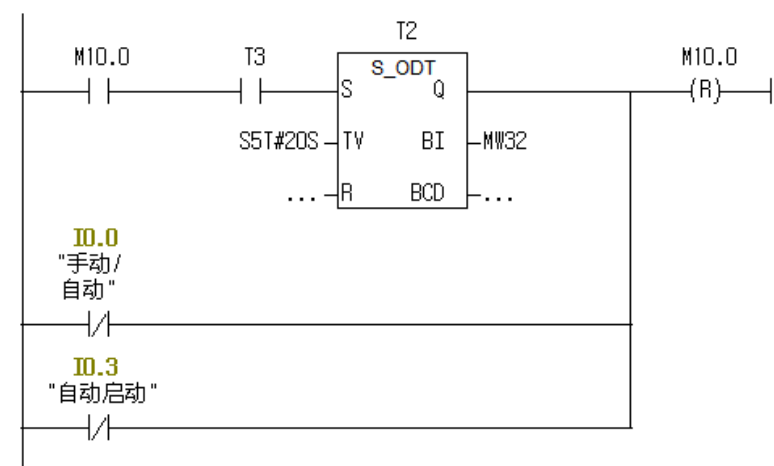 T2
M10.0
T3
M10.0
S_ODT
S
Q
(R)
S5T#20S
TV
BI
MW32
...
R
BCD
...
I0.0
"手动/
自动"
I0.3
"自动启动"